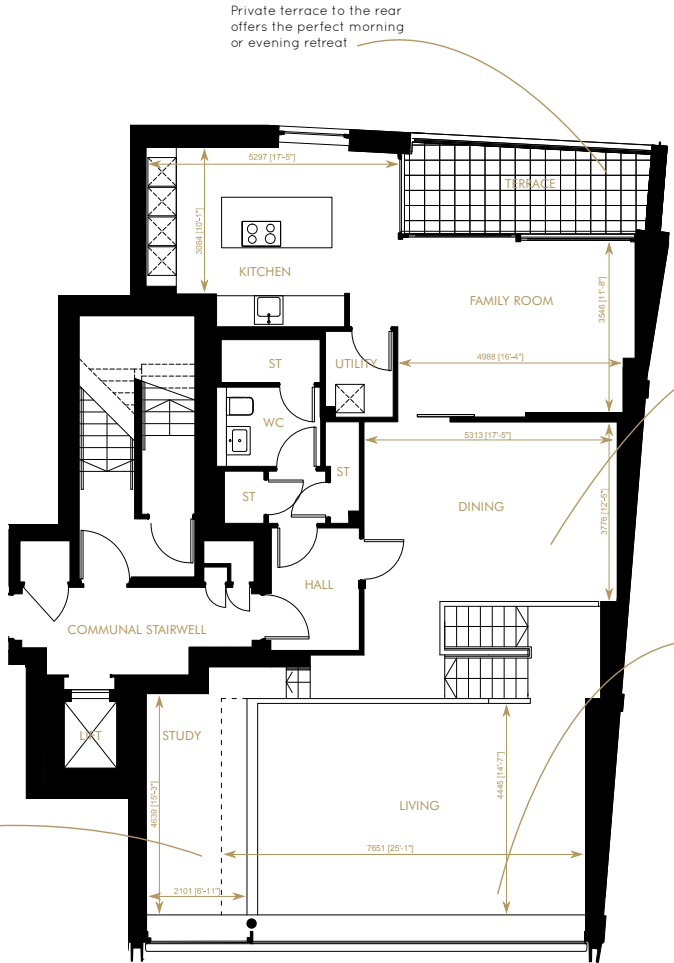 Private terrace to the rear
offers the perfect morning
or evening retreat
5297 [17'-5"]
TERRACE
3084 [10'-1"]
KITCHEN
FAMILY ROOM
3546 [11'-8"]
ST
UTILITY
4988 [16'-4"]
WC
5313 [17'-5"]
ST
ST
DINING
3776 [12'-5"]
HALL
COMMUNAL STAIRWELL
LIFT
STUDY
4639 [15'-3"]
4445 [14'-7"]
LIVING
7651 [25'-1"]
2101 [6'-11"]